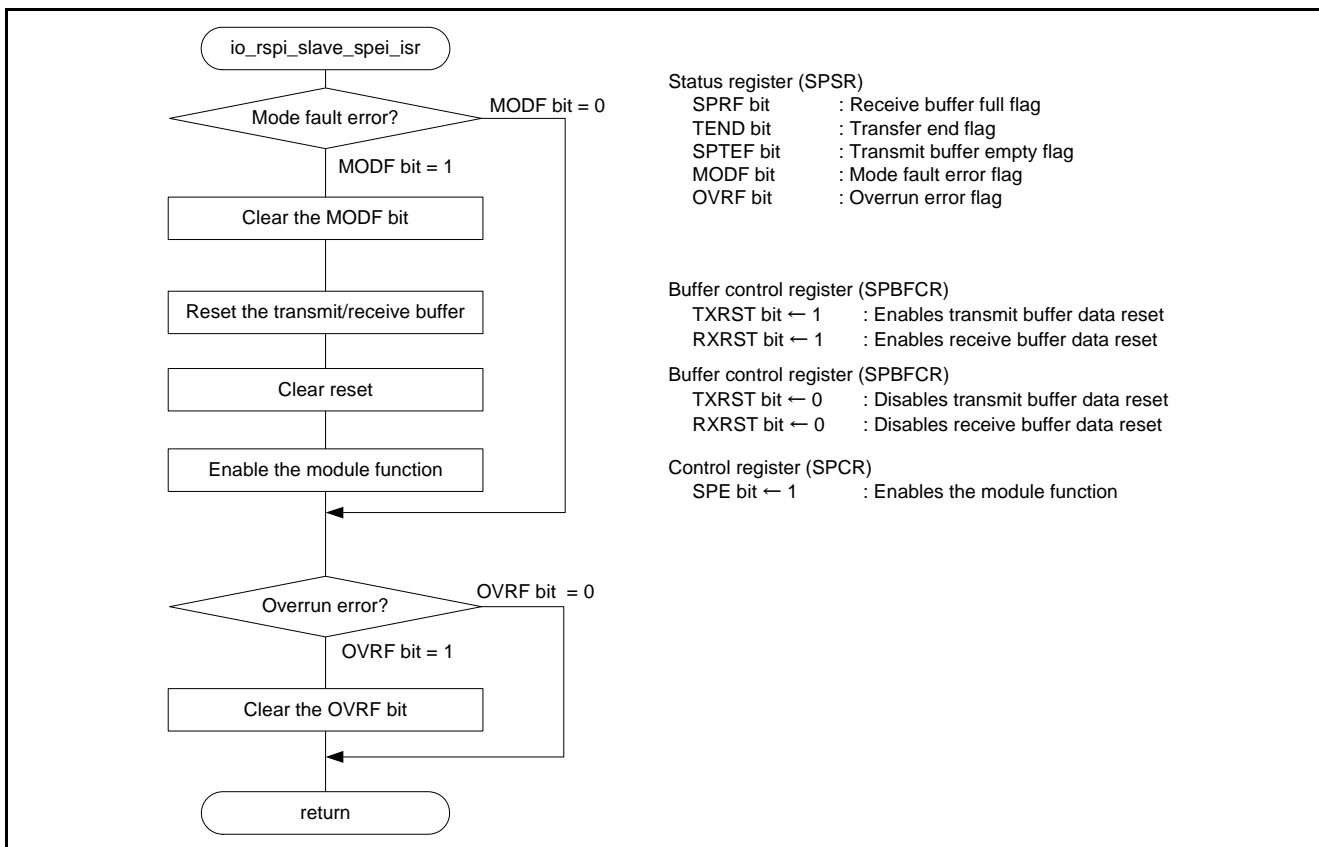 io_rspi_slave_spei_isr
Mode fault error?
MODF bit = 0
MODF bit = 1
Clear the MODF bit
Reset the transmit/receive buffer
Clear reset
Enable the module function
Overrun error?
OVRF bit  = 0
OVRF bit = 1
Clear the OVRF bit
return
Status register (SPSR)
SPRF bit : Receive buffer full flag
TEND bit : Transfer end flag
SPTEF bit : Transmit buffer empty flag
MODF bit : Mode fault error flag
OVRF bit : Overrun error flag
Buffer control register (SPBFCR)
TXRST bit ← 1 : Enables transmit buffer data reset
RXRST bit ← 1 : Enables receive buffer data reset
Buffer control register (SPBFCR)
TXRST bit ← 0 : Disables transmit buffer data reset
RXRST bit ← 0 : Disables receive buffer data reset
Control register (SPCR)
SPE bit ← 1 : Enables the module function